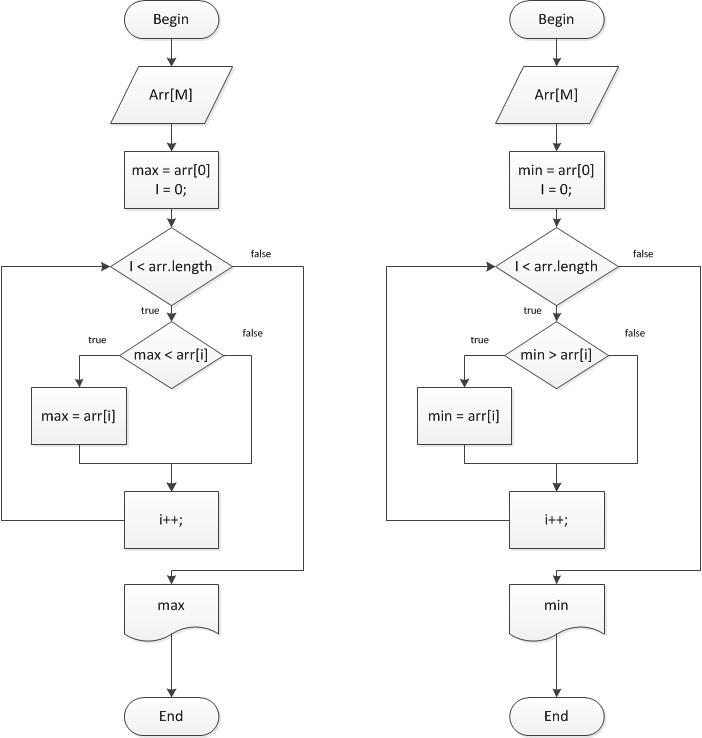 Begin
Arr[M]
max = arr[0]
I = 0;
I < arr.length
false
true
max < arr[i]
true
false
max = arr[i]
i++;
max
End
Begin
Arr[M]
min = arr[0]
I = 0;
I < arr.length
false
true
min > arr[i]
true
false
min = arr[i]
i++;
min
End